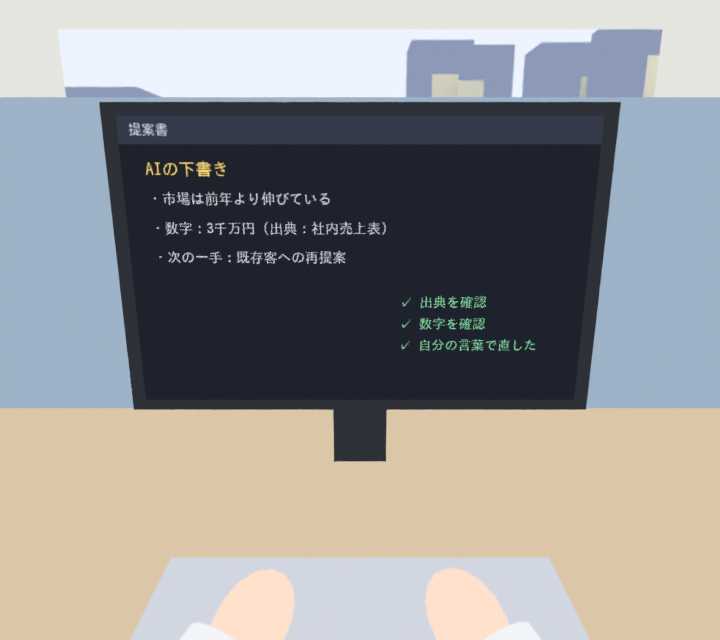 提案書
AIの下書き
・市場は前年より伸びている
・数字：3千万円（出典：社内売上表）
・次の一手：既存客への再提案
✓ 出典を確認
✓ 数字を確認
✓ 自分の言葉で直した